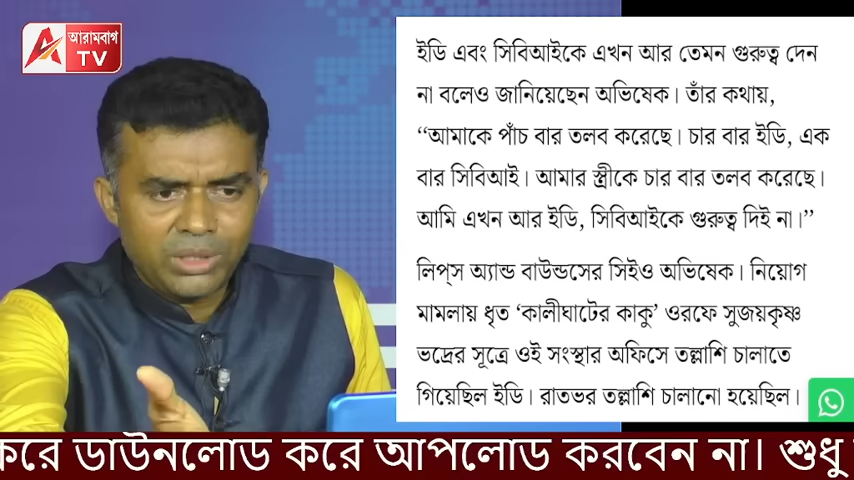 আরামবাগ
TV
ইডি এবং সিবিআইকে এখন আর তেমন গুরুত্ব দেন
না বলেও জানিয়েছেন অভিষেক। তাঁর কথায়,
“আমাকে পাঁচ বার তলব করেছে। চার বার ইডি, এক
বার সিবিআই। আমার স্ত্রীকে চার বার তলব করেছে।
আমি এখন আর ইডি, সিবিআইকে গুরুত্ব দিই না।”
লিপ্‌স অ্যান্ড বাউন্ডসের সিইও অভিষেক। নিয়োগ
মামলায় ধৃত ‘কালীঘাটের কাকু’ ওরফে সুজয়কৃষ্ণ
ভদ্রের সূত্রে ওই সংস্থার অফিসে তল্লাশি চালাতে
গিয়েছিল ইডি। রাতভর তল্লাশি চালানো হয়েছিল।
করে ডাউনলোড করে আপলোড করবেন না। শুধু